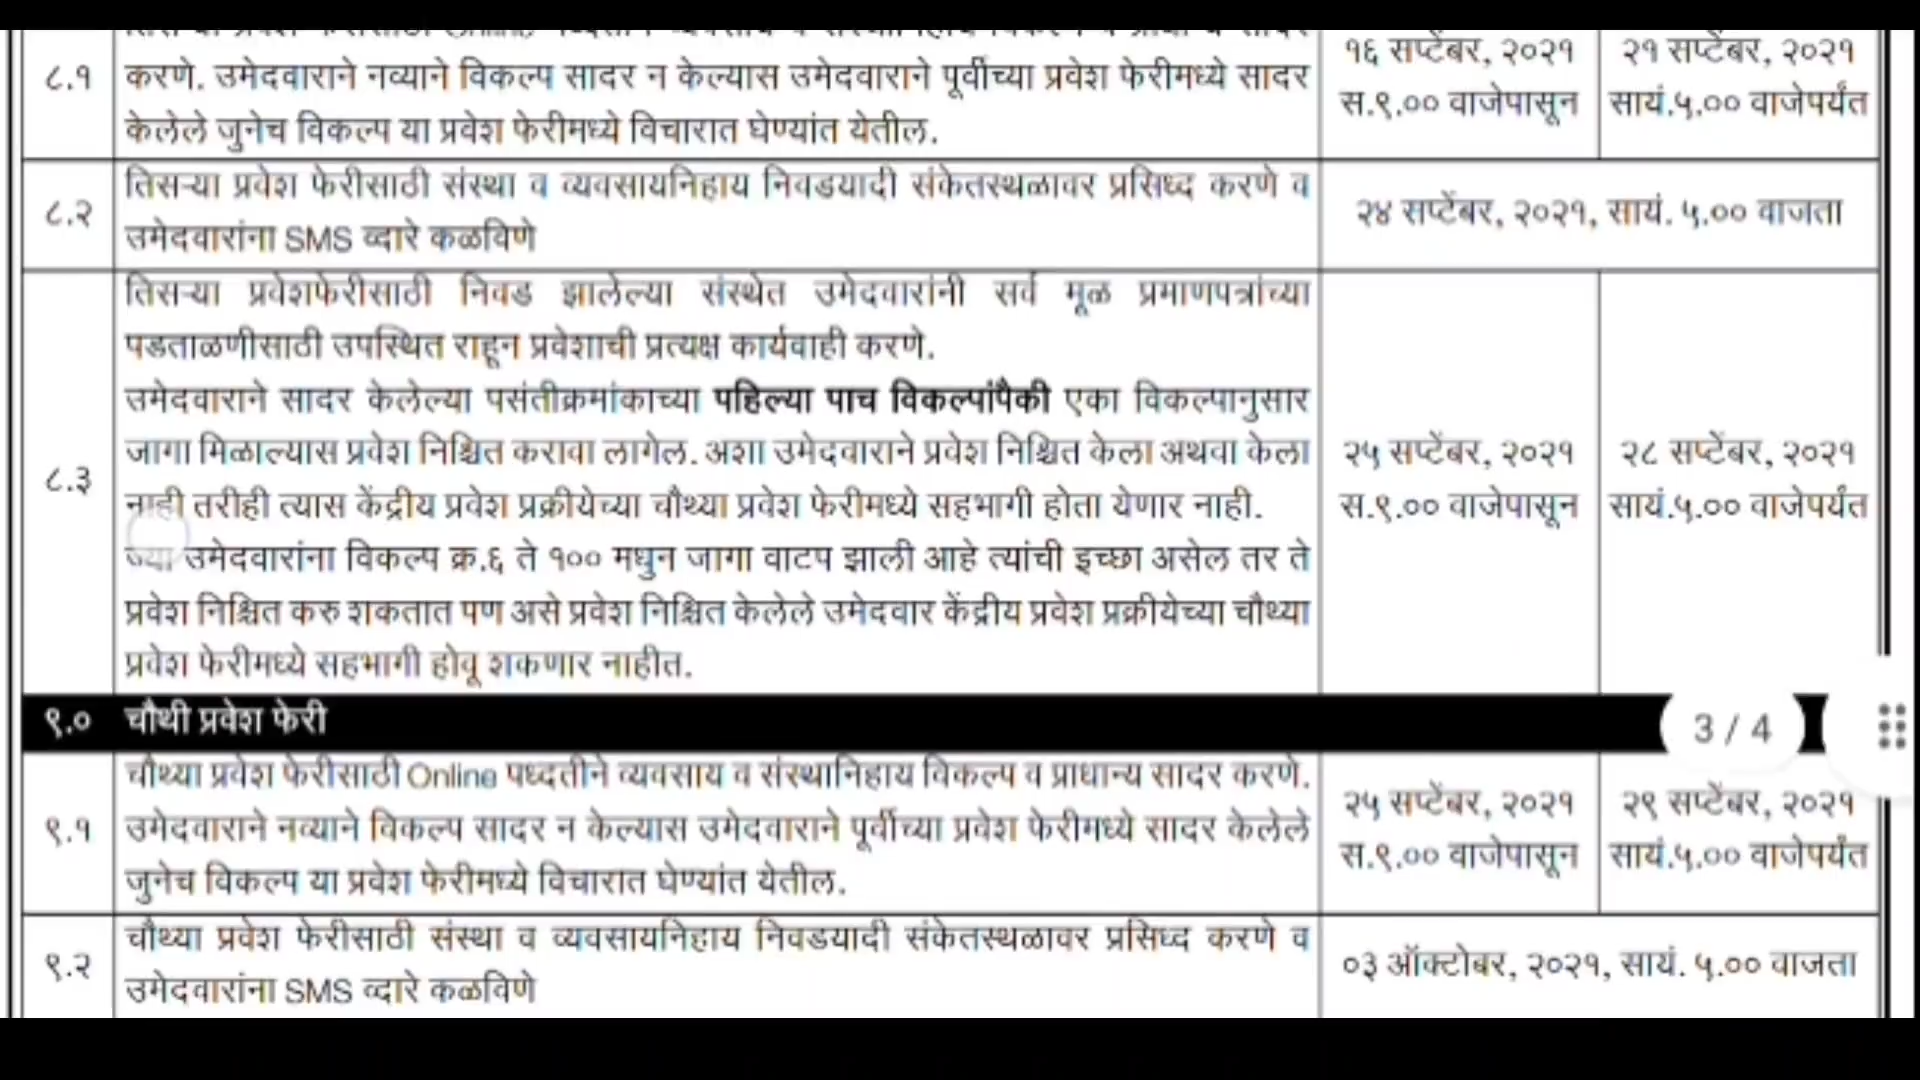 ८.१
करणे. उमेदवाराने नव्याने विकल्प सादर न केल्यास उमेदवाराने पूर्वीच्या प्रवेश फेरीमध्ये सादर
केलेले जुनेच विकल्प या प्रवेश फेरीमध्ये विचारात घेण्यांत येतील.
१६ सप्टेंबर, २०२१
स.९.०० वाजेपासून
२१ सप्टेंबर, २०२१
सायं.५.०० वाजेपर्यंत
८.२
तिसऱ्या प्रवेश फेरीसाठी संस्था व व्यवसायनिहाय निवडयादी संकेतस्थळावर प्रसिध्द करणे व
उमेदवारांना SMS व्दारे कळविणे
२४ सप्टेंबर, २०२१, सायं. ५.०० वाजता
८.३
तिसऱ्या प्रवेशफेरीसाठी निवड झालेल्या संस्थेत उमेदवारांनी सर्व मूळ प्रमाणपत्रांच्या
पडताळणीसाठी उपस्थित राहून प्रवेशाची प्रत्यक्ष कार्यवाही करणे.
उमेदवाराने सादर केलेल्या पसंतीक्रमांकाच्या पहिल्या पाच विकल्पांपैकी एका विकल्पानुसार
जागा मिळाल्यास प्रवेश निश्चित करावा लागेल. अशा उमेदवाराने प्रवेश निश्चित केला अथवा केला
नाही तरीही त्यास केंद्रीय प्रवेश प्रक्रीयेच्या चौथ्या प्रवेश फेरीमध्ये सहभागी होता येणार नाही.
ज्या उमेदवारांना विकल्प क्र.६ ते १०० मधुन जागा वाटप झाली आहे त्यांची इच्छा असेल तर ते
प्रवेश निश्चित करु शकतात पण असे प्रवेश निश्चित केलेले उमेदवार केंद्रीय प्रवेश प्रक्रीयेच्या चौथ्या
प्रवेश फेरीमध्ये सहभागी होवू शकणार नाहीत.
२५ सप्टेंबर, २०२१
स.९.०० वाजेपासून
२८ सप्टेंबर, २०२१
सायं.५.०० वाजेपर्यंत
९.० चौथी प्रवेश फेरी
3 / 4
९.१
चौथ्या प्रवेश फेरीसाठी Online पध्दतीने व्यवसाय व संस्थानिहाय विकल्प व प्राधान्य सादर करणे.
उमेदवाराने नव्याने विकल्प सादर न केल्यास उमेदवाराने पूर्वीच्या प्रवेश फेरीमध्ये सादर केलेले
जुनेच विकल्प या प्रवेश फेरीमध्ये विचारात घेण्यांत येतील.
२५ सप्टेंबर, २०२१
स.९.०० वाजेपासून
२९ सप्टेंबर, २०२१
सायं.५.०० वाजेपर्यंत
९.२
चौथ्या प्रवेश फेरीसाठी संस्था व व्यवसायनिहाय निवडयादी संकेतस्थळावर प्रसिध्द करणे व
उमेदवारांना SMS व्दारे कळविणे
०३ ऑक्टोबर, २०२१, सायं. ५.०० वाजता